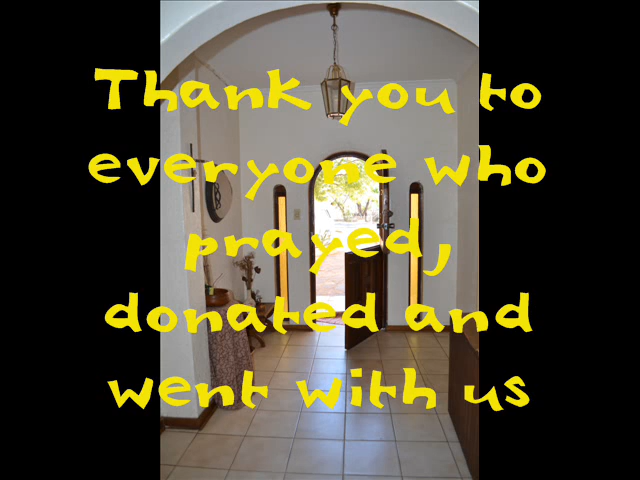 Thank you to
everyone who
prayed,
donated and
went with us